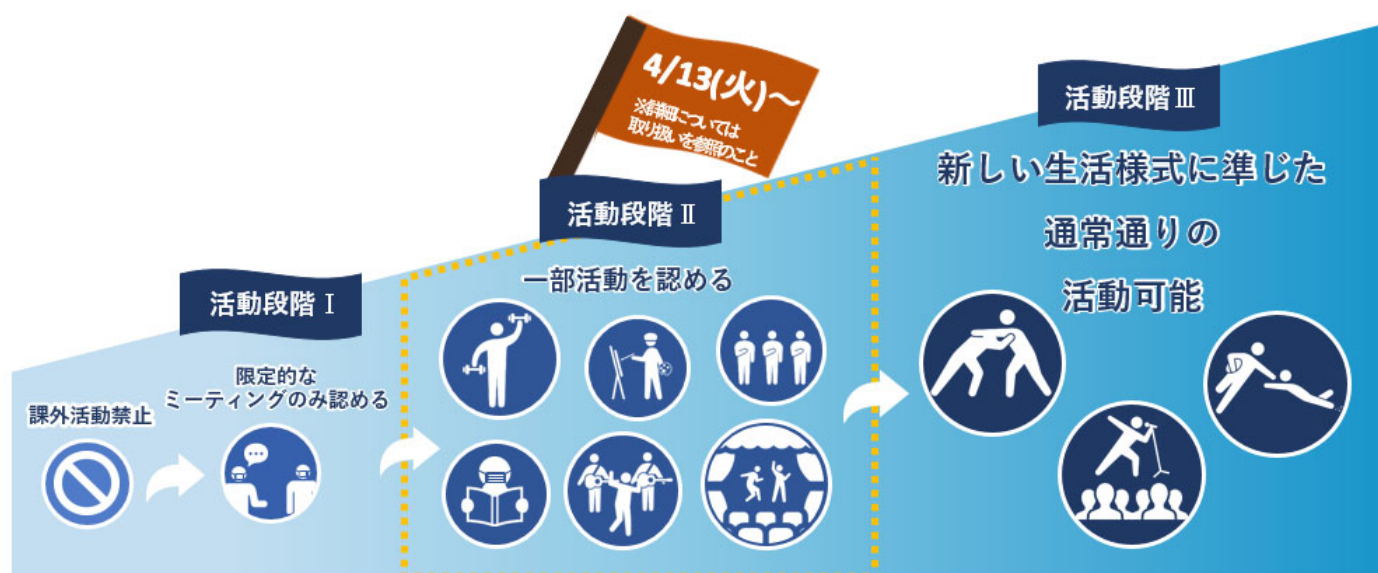 4/13(火)～
※詳細については
取り扱いを参照のこと
活動段階Ⅰ
課外活動禁止
限定的な
ミーティングのみ認める
活動段階Ⅱ
一部活動を認める
活動段階Ⅲ
新しい生活様式に準じた
通常通りの
活動可能